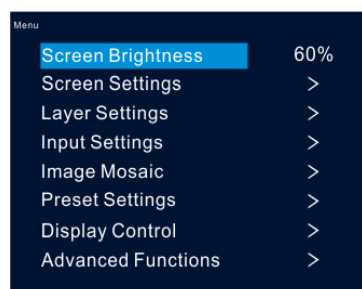 Menu
Screen Brightness 60%
Screen Settings >
Layer Settings >
Input Settings >
Image Mosaic >
Preset Settings >
Display Control >
Advanced Functions >